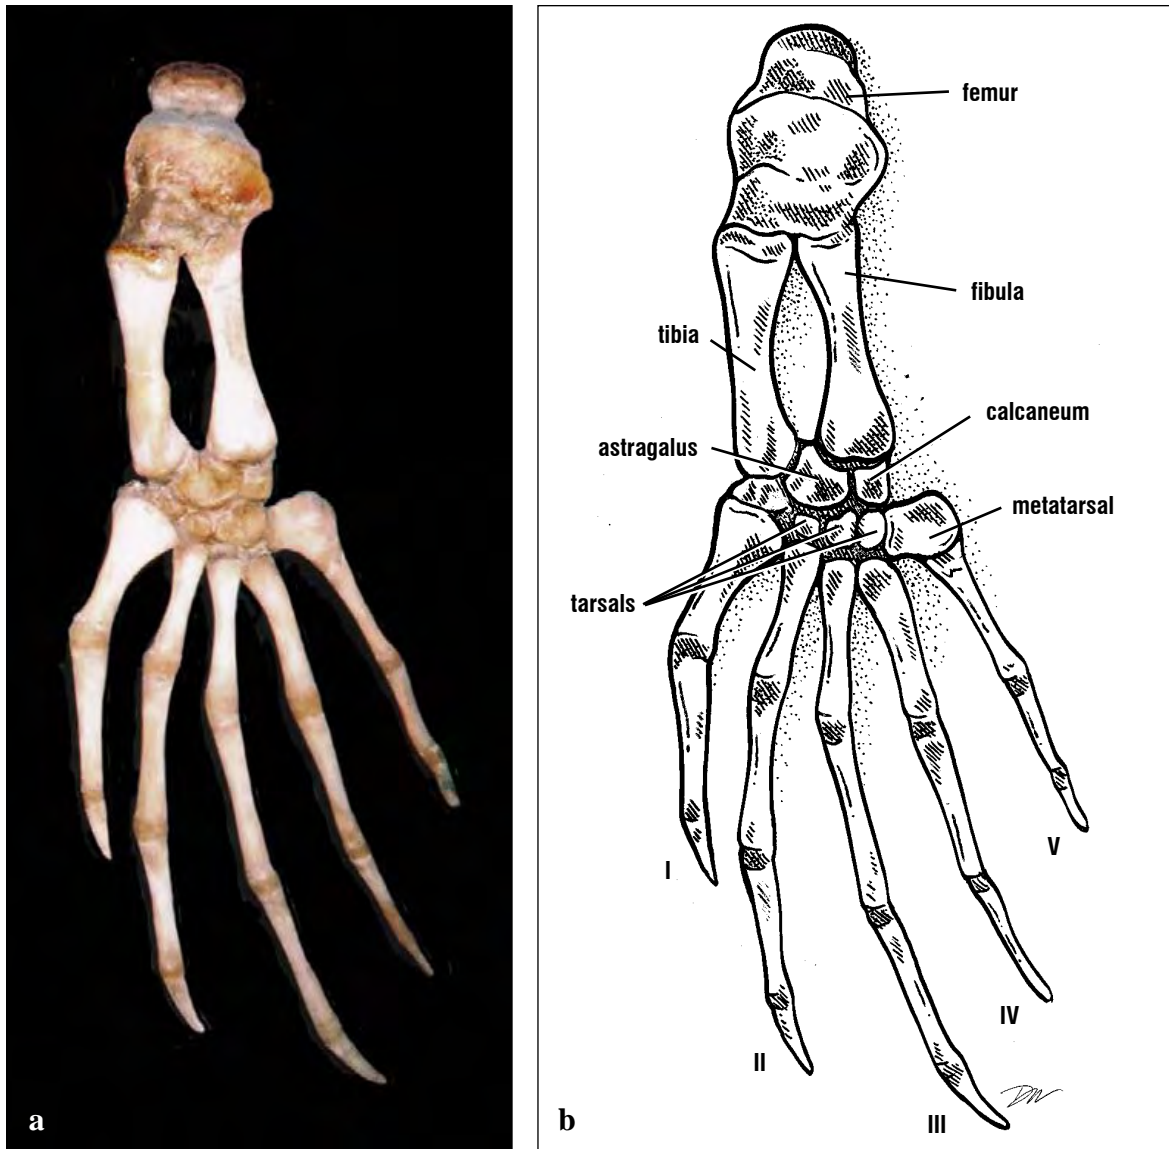 femur
fibula
tibia
calcaneum
astragalus
metatarsal
tarsals
V
I
IV
II
III
a
b